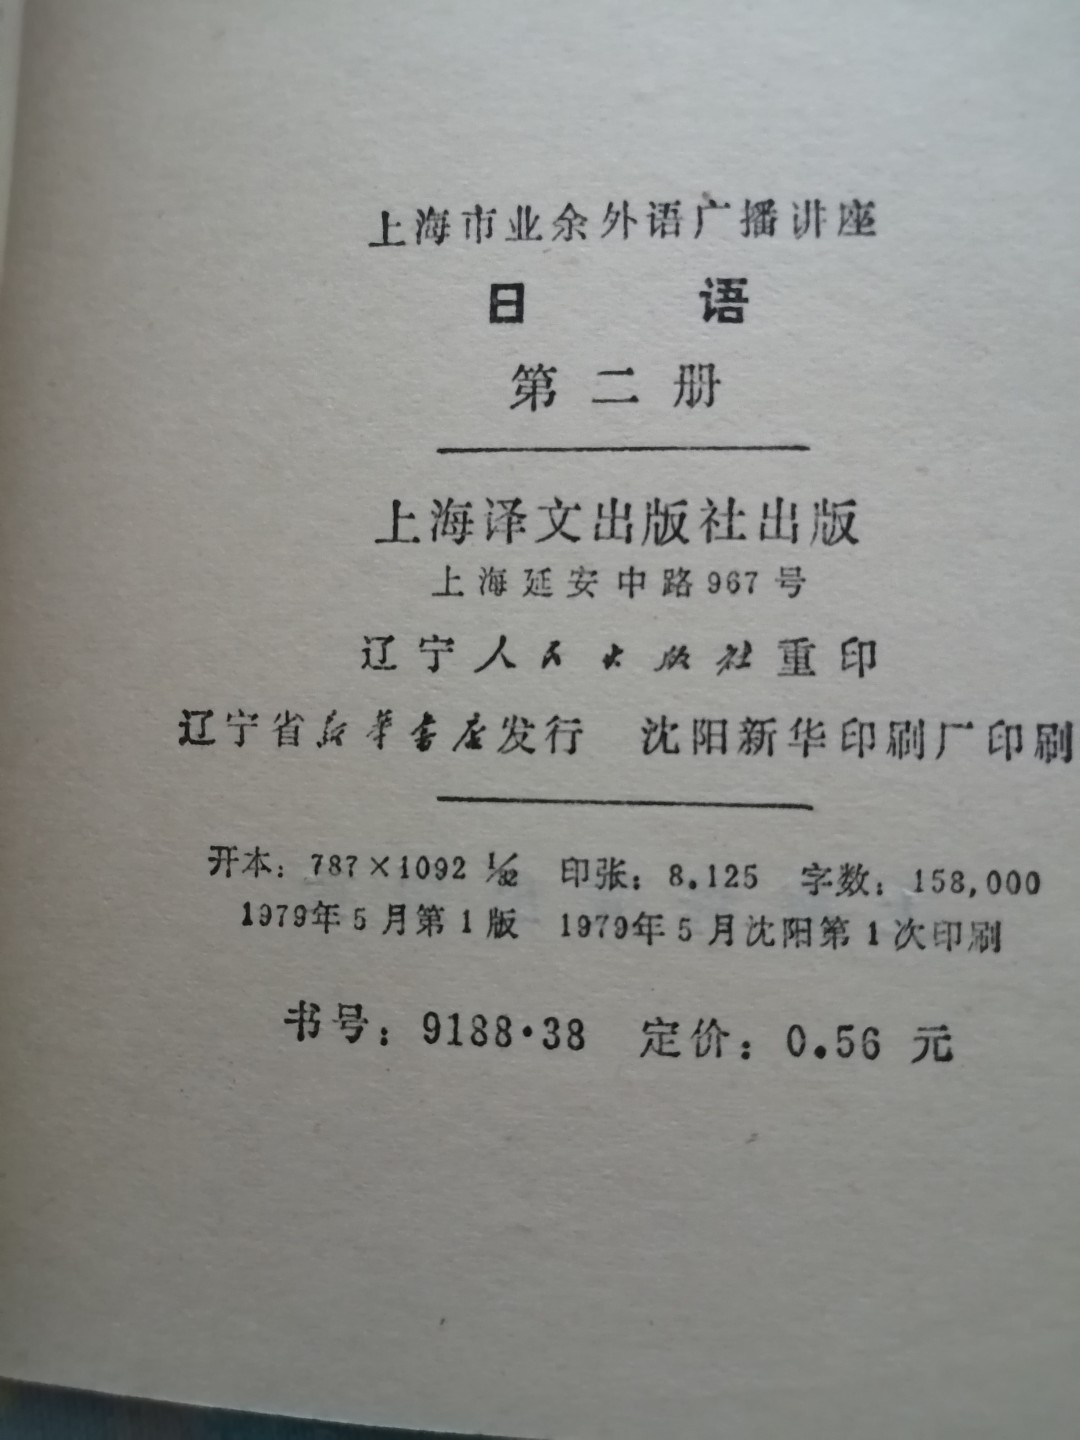 上海市业余外语广播讲座
日 语
第二册
上海译文出版社出版
上海延安中路967号
辽宁人民出版社重印
辽宁省新华书店发行 沈阳新华印刷厂印刷
开本：787×1092 1/32 印张：8.125 字数：158,000
1979年5月第1版 1979年5月沈阳第1次印刷
书号：9188·38 定价：0.56 元